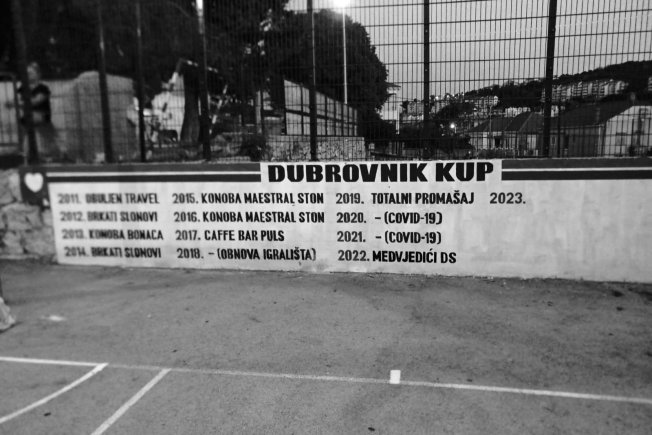 DUBROVNIK KUP
2011. OBULJEN TRAVEL 2015. KONOBA MAESTRAL STON 2019. TOTALNI PROMAŠAJ 2023.
2012. BRKATI SLONOVI 2016. KONOBA MAESTRAL STON 2020. - (COVID-19)
2013. KONOBA BONACA 2017. CAFFE BAR PULS 2021. - (COVID-19)
2014. BRKATI SLONOVI 2018. - (OBNOVA IGRALIŠTA) 2022. MEDVJEDIĆI DS